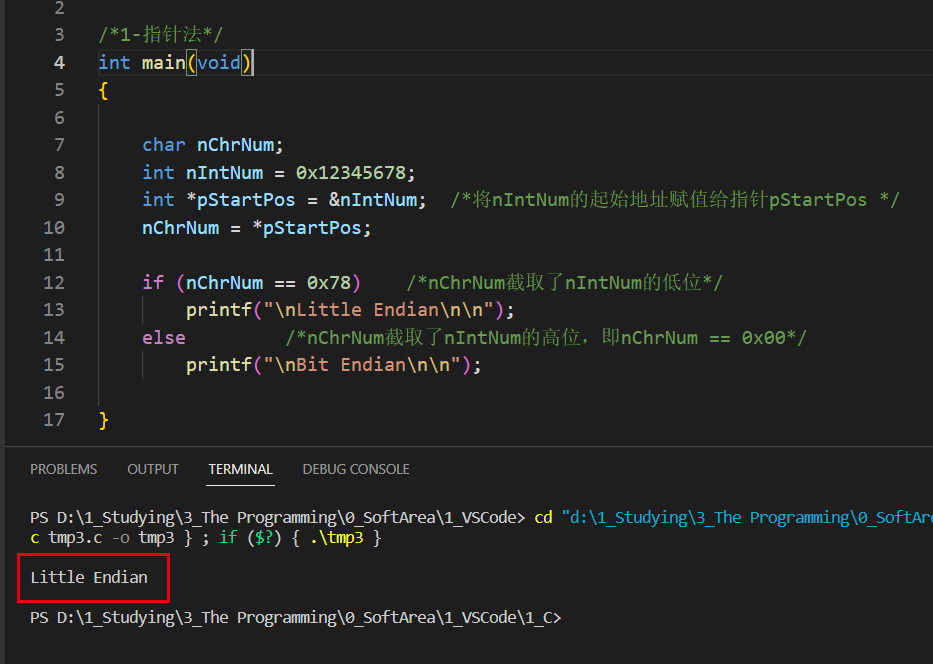 2
3 /*1-指针法*/
4 int main(void)
5 {
6
7 char nChrNum;
8 int nIntNum = 0x12345678;
9 int *pStartPos = &nIntNum; /*将nIntNum的起始地址赋值给指针pStartPos */
10 nChrNum = *pStartPos;
11
12 if (nChrNum == 0x78) /*nChrNum截取了nIntNum的低位*/
13 printf("\nLittle Endian\n\n");
14 else /*nChrNum截取了nIntNum的高位，即nChrNum == 0x00*/
15 printf("\nBit Endian\n\n");
16
17 }
PROBLEMS OUTPUT TERMINAL DEBUG CONSOLE
PS D:\1_Studying\3_The Programming\0_SoftArea\1_VSCode> cd "d:\1_Studying\3_The Programming\0_SoftAre
c tmp3.c -o tmp3 } ; if ($?) { .\tmp3 }
Little Endian
PS D:\1_Studying\3_The Programming\0_SoftArea\1_VSCode\1_C>